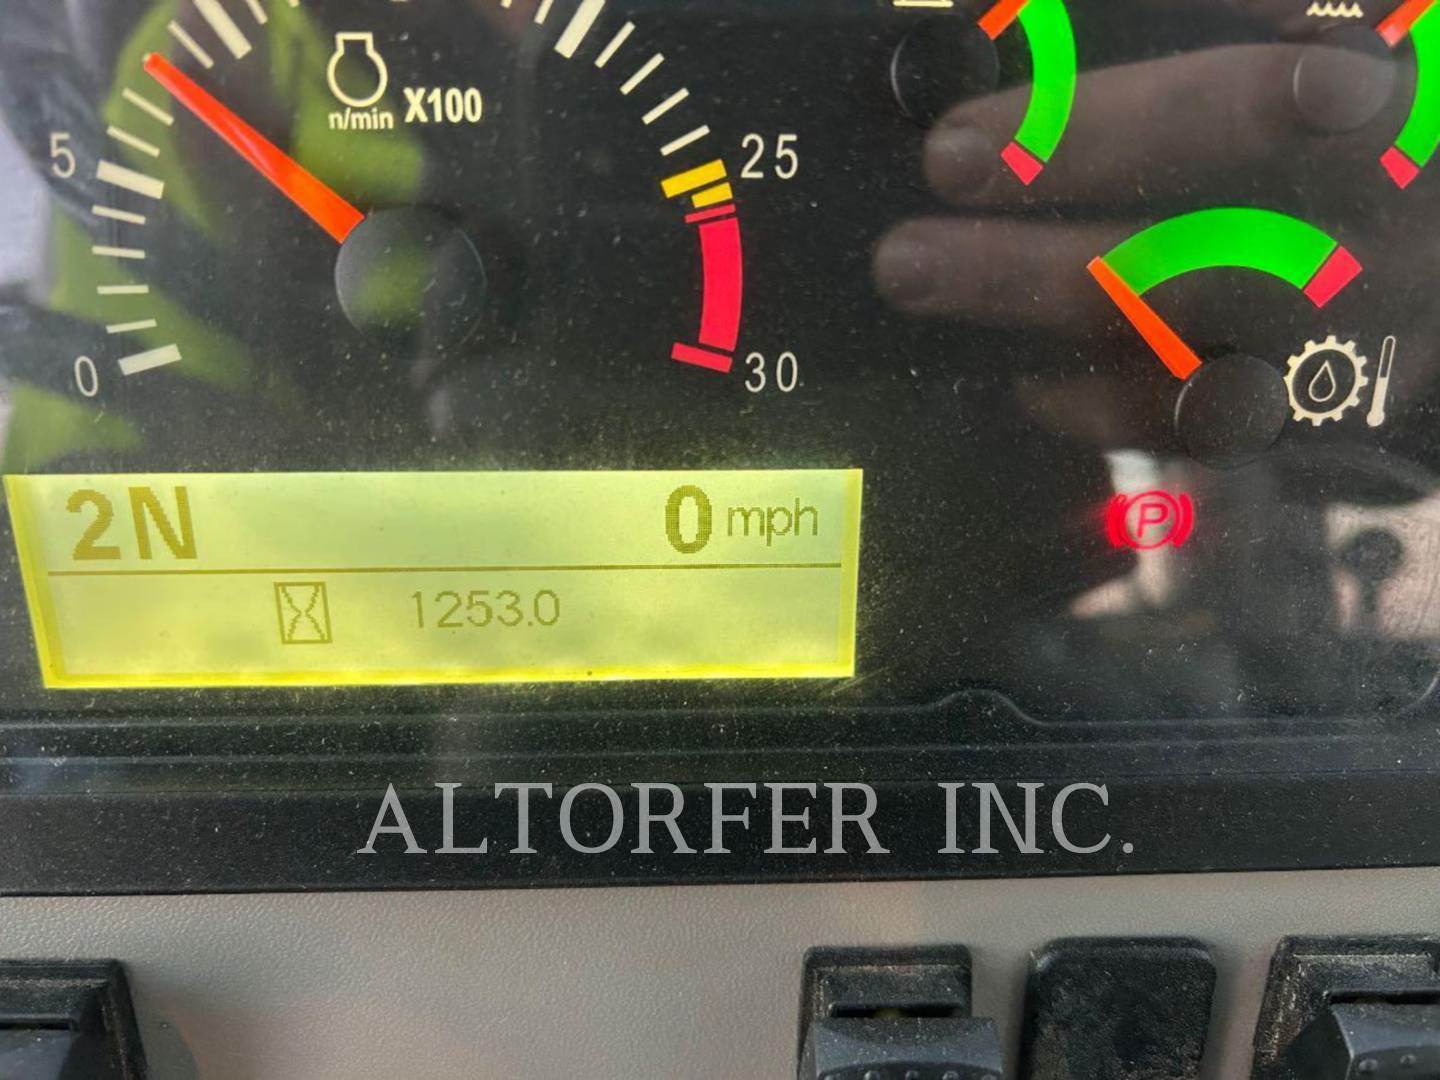 n/min X100
5
25
0
30
2N
0 mph
P
1253.0
ALTORFER INC.